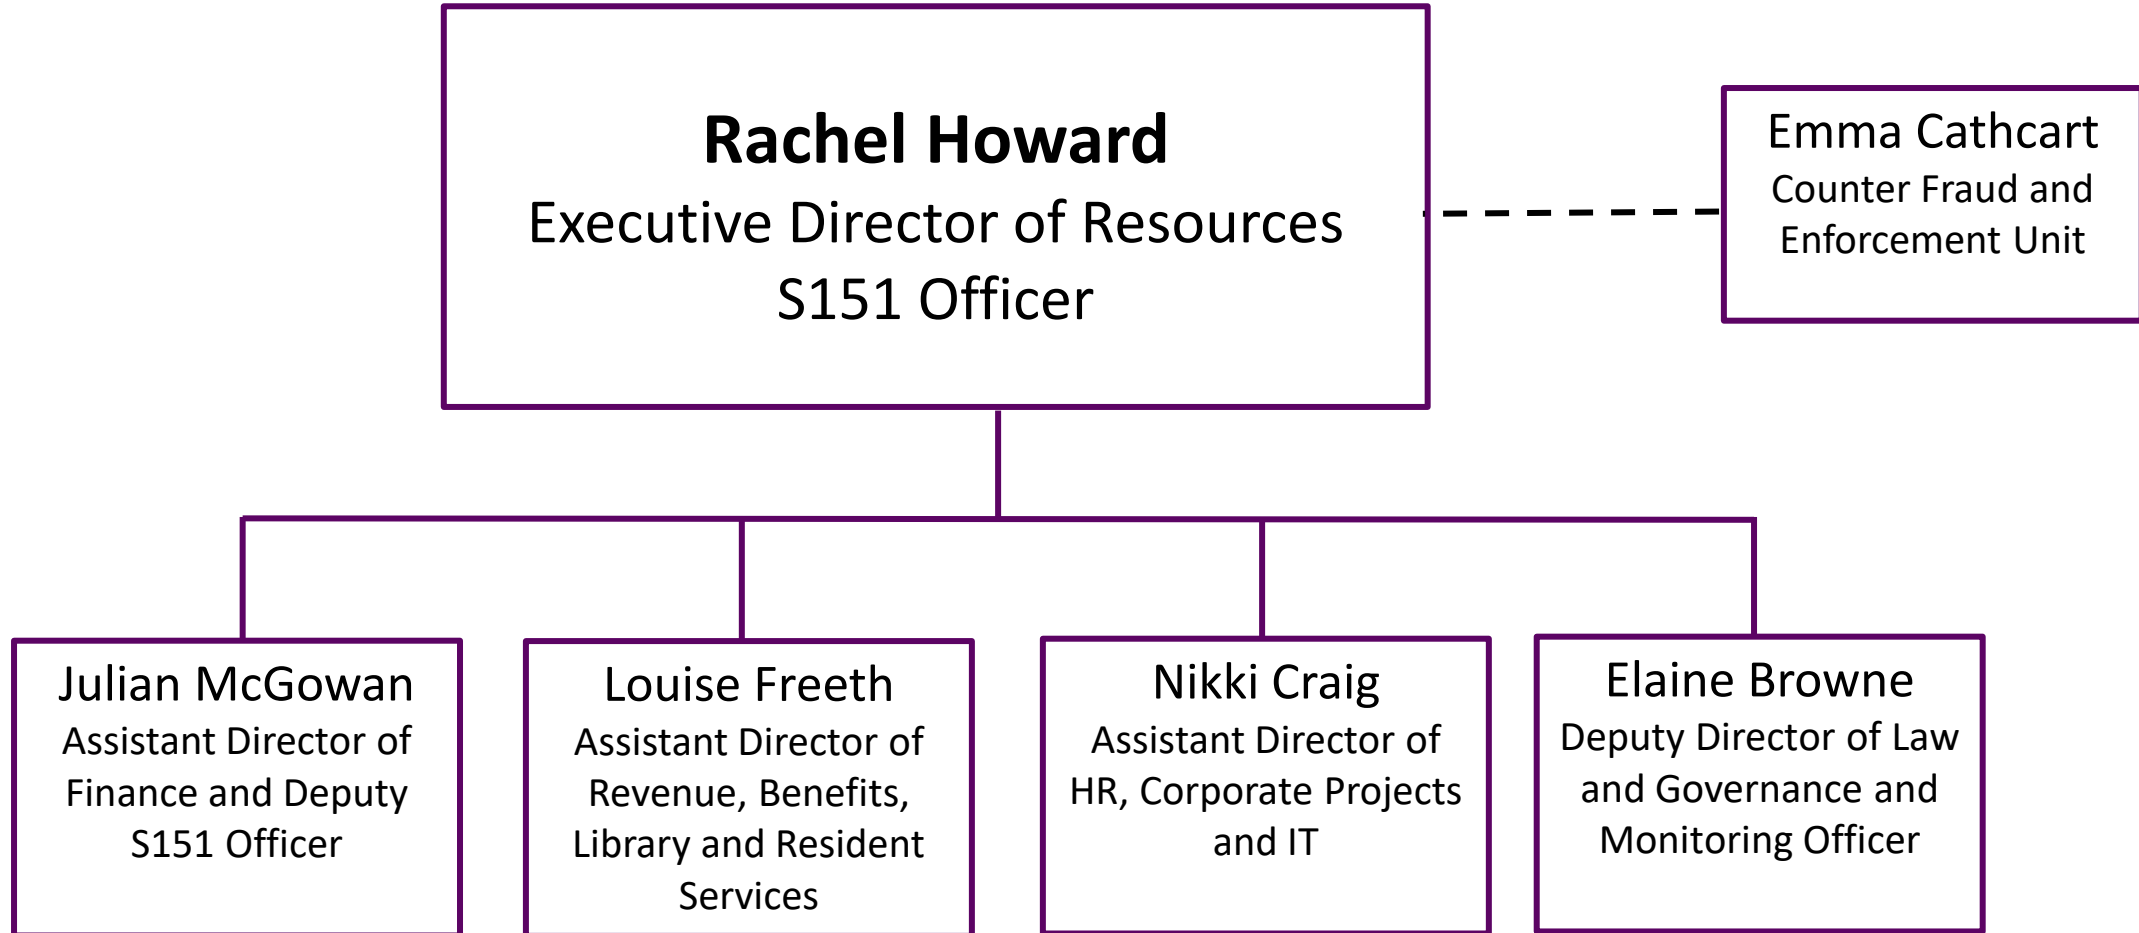 Rachel Howard
Executive Director of Resources
S151 Officer
Emma Cathcart
Counter Fraud and
Enforcement Unit
Julian McGowan
Assistant Director of
Finance and Deputy
S151 Officer
Louise Freeth
Assistant Director of
Revenue, Benefits,
Library and Resident
Services
Nikki Craig
Assistant Director of
HR, Corporate Projects
and IT
Elaine Browne
Deputy Director of Law
and Governance and
Monitoring Officer